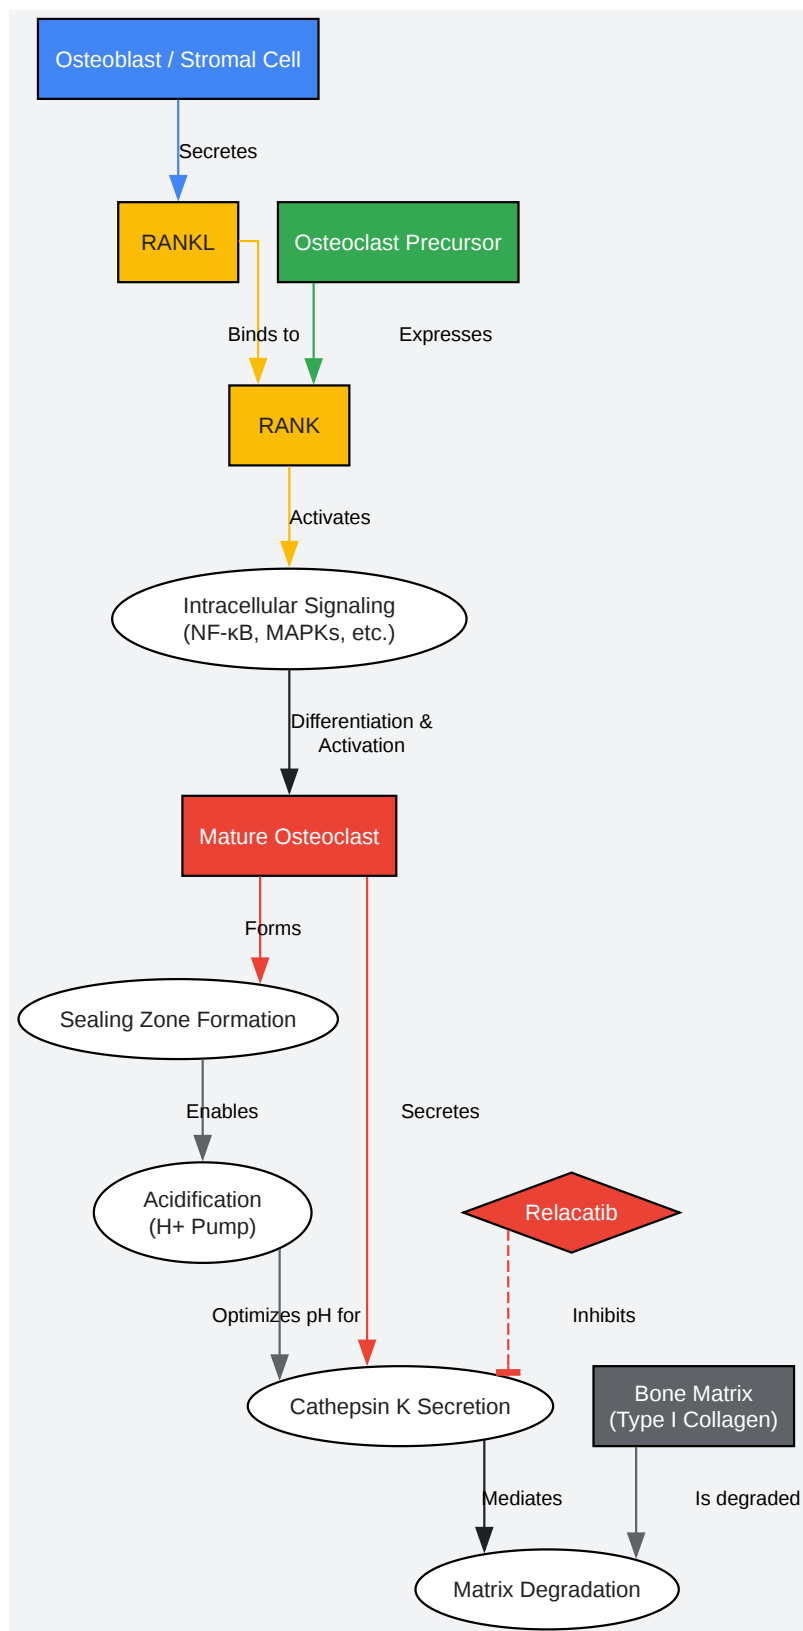 Osteoblast / Stromal Cell
Secretes
RANKL
Osteoclast Precursor
Binds to
Expresses
RANK
Activates
Intracellular Signaling
(NF-κB, MAPKs, etc.)
Differentiation &
Activation
Mature Osteoclast
Forms
Sealing Zone Formation
Enables
Secretes
Acidification
(H+ Pump)
Relacatib
Optimizes pH for
Inhibits
Cathepsin K Secretion
Bone Matrix
(Type I Collagen)
Mediates
Is degraded
Matrix Degradation